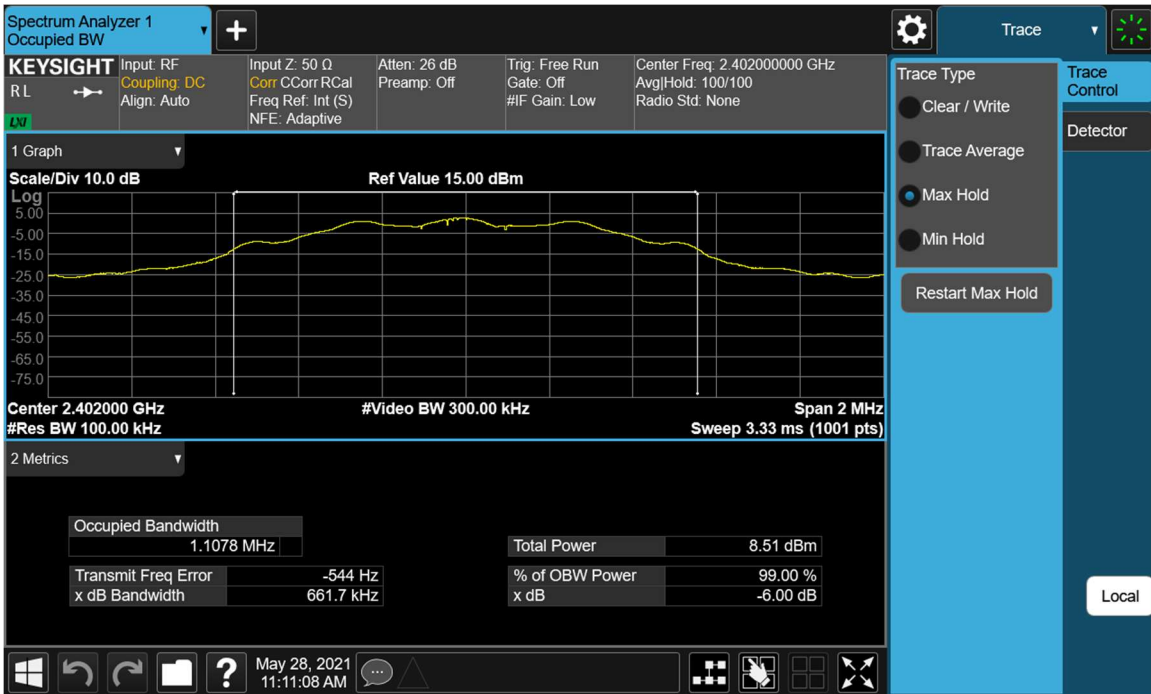 Spectrum Analyzer 1
Occupied BW
Trace
KEYSIGHT
R L
LXI
Input: RF
Coupling: DC
Align: Auto
Input Z: 50 Ω
Corr CCorr RCal
Freq Ref: Int (S)
NFE: Adaptive
Atten: 26 dB
Preamp: Off
Trig: Free Run
Gate: Off
#IF Gain: Low
Center Freq: 2.402000000 GHz
Avg|Hold: 100/100
Radio Std: None
1 Graph
Scale/Div 10.0 dB
Ref Value 15.00 dBm
Log
5.00
-5.00
-15.0
-25.0
-35.0
-45.0
-55.0
-65.0
-75.0
Center 2.402000 GHz
#Video BW 300.00 kHz
Span 2 MHz
#Res BW 100.00 kHz
Sweep 3.33 ms (1001 pts)
2 Metrics
Occupied Bandwidth
1.1078 MHz
Total Power 8.51 dBm
Transmit Freq Error -544 Hz
% of OBW Power 99.00 %
x dB Bandwidth 661.7 kHz
x dB -6.00 dB
Trace Type
Clear / Write
Trace Average
Max Hold
Min Hold
Restart Max Hold
Trace
Control
Detector
Local
?
May 28, 2021
11:11:08 AM